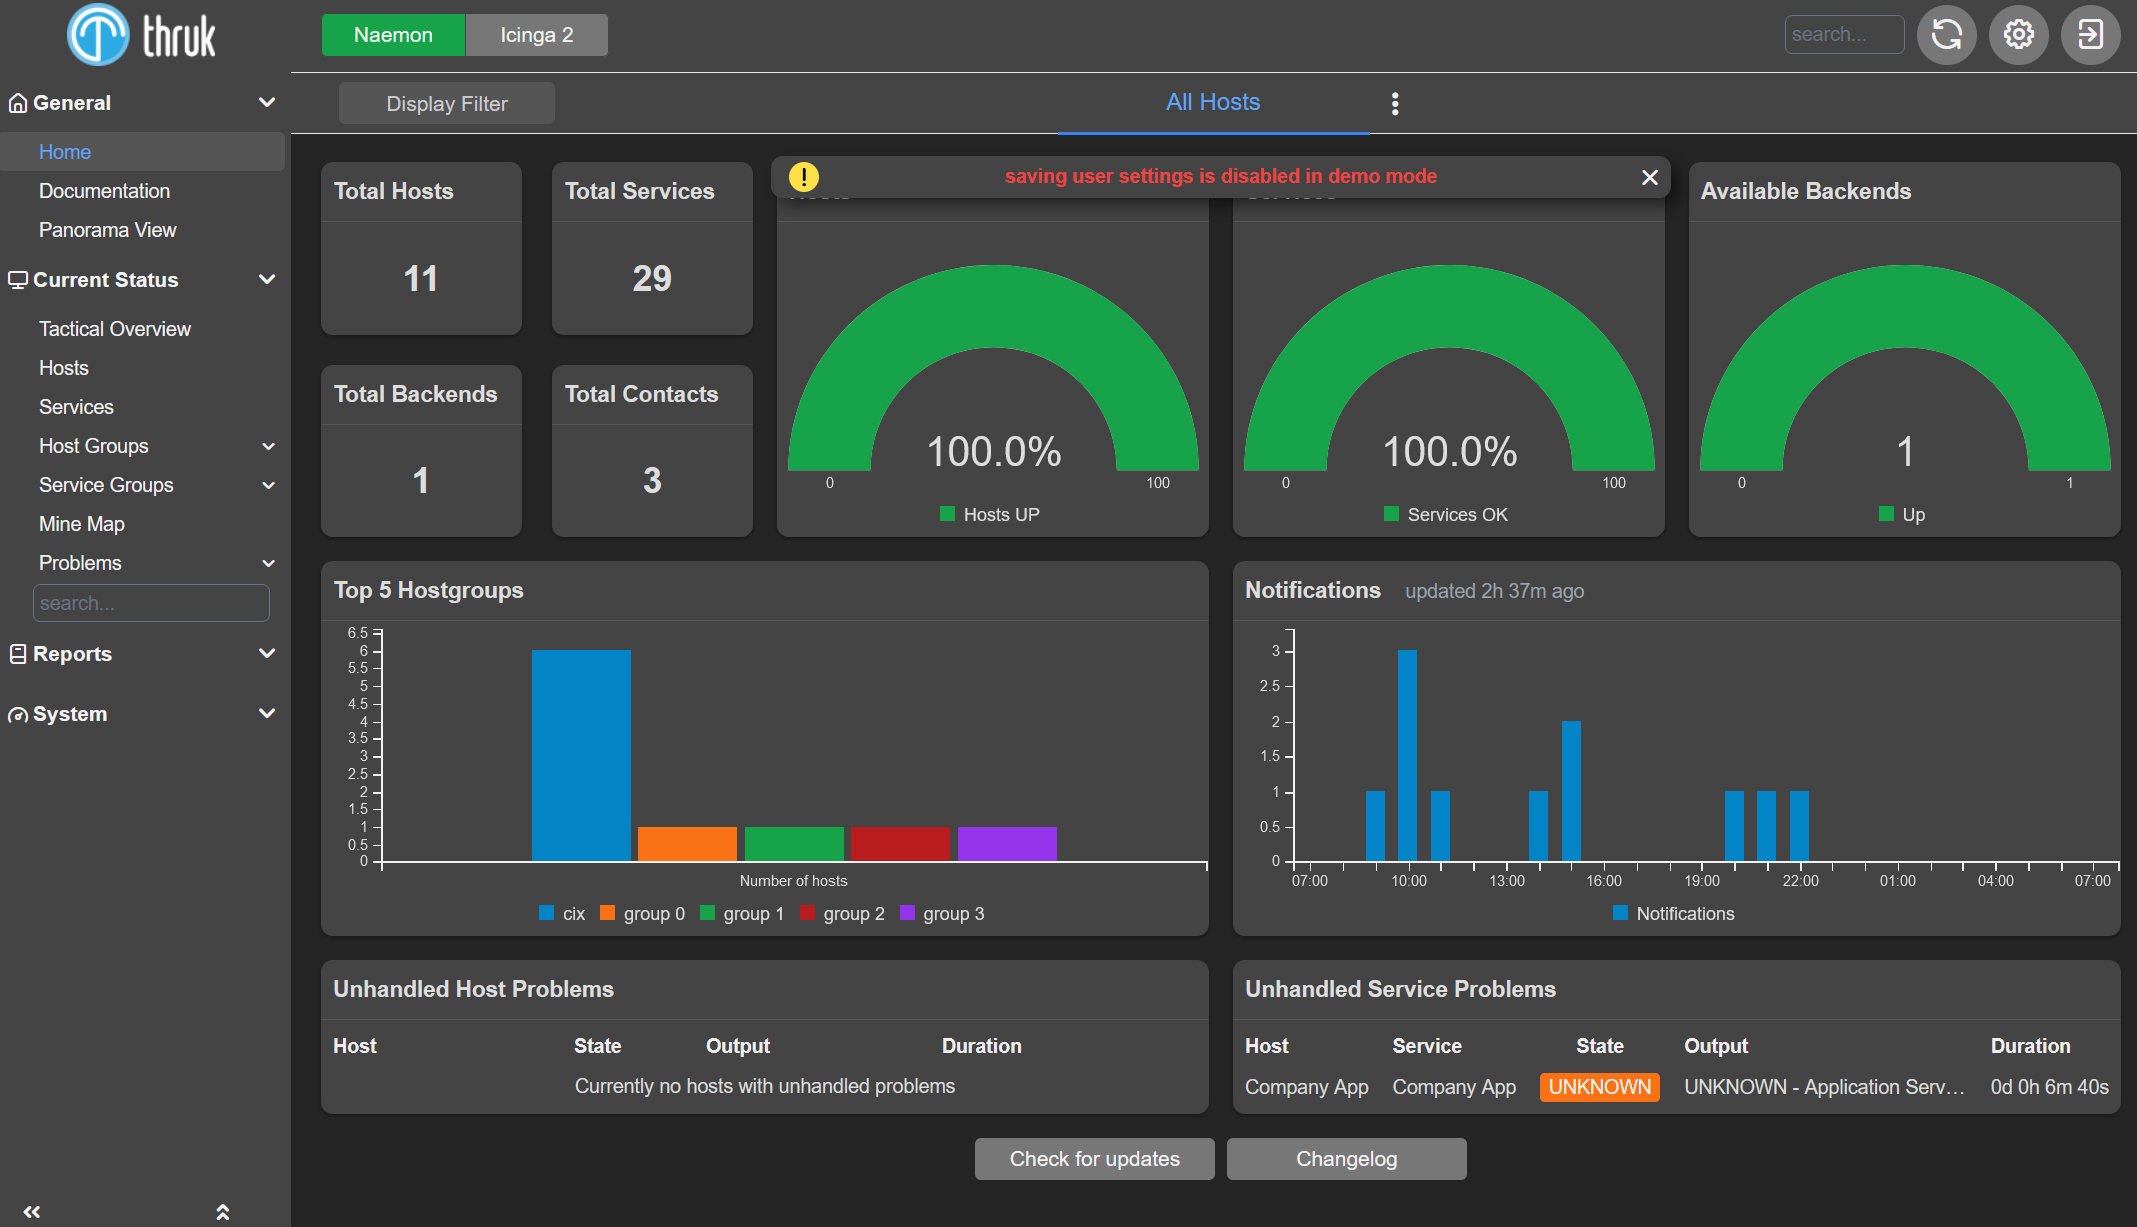 thruk
Naemon
Icinga 2
search...
General
Home
Documentation
Panorama View
Current Status
Tactical Overview
Hosts
Services
Host Groups
Service Groups
Mine Map
Problems
search...
Reports
System
Display Filter
All Hosts
saving user settings is disabled in demo mode
Total Hosts
11
Total Services
29
Total Backends
1
Total Contacts
3
100.0%
0 100
Hosts UP
100.0%
0 100
Services OK
Available Backends
1
0 1
Up
Top 5 Hostgroups
6.5
6
5.5
5
4.5
4
3.5
3
2.5
2
1.5
1
0.5
0
Number of hosts
cix group 0 group 1 group 2 group 3
Notifications updated 2h 37m ago
3
2.5
2
1.5
1
0.5
0
07:00 10:00 13:00 16:00 19:00 22:00 01:00 04:00 07:00
Notifications
Unhandled Host Problems
Host State Output Duration
Currently no hosts with unhandled problems
Unhandled Service Problems
Host Service State Output Duration
Company App Company App UNKNOWN UNKNOWN - Application Serv... 0d 0h 6m 40s
Check for updates
Changelog